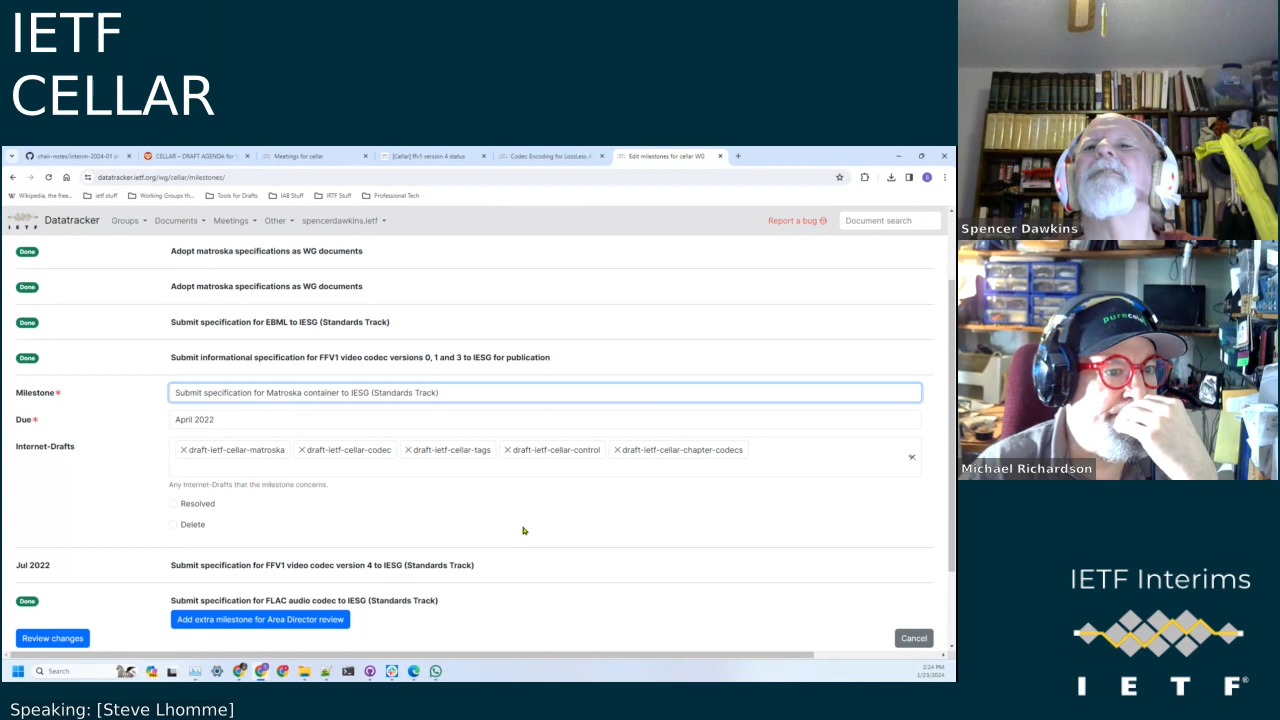 IETF
CELLAR
chair-notes/interim-2024-01
CELLAR – DRAFT AGENDA for
Meetings for cellar
[Cellar] ffv1 version 4 status
Codec Encoding for LossLess
Edit milestones for cellar WG
datatracker.ietf.org/wg/cellar/milestones/
Wikipedia, the free...
ietf stuff
Working Groups th...
Tools for Drafts
IAB Stuff
IRTF Stuff
Professional Tech
I E T F
Datatracker
Groups
Documents
Meetings
Other
spencerdawkins.ietf
Report a bug
Document search
Done Adopt matroska specifications as WG documents
Done Adopt matroska specifications as WG documents
Done Submit specification for EBML to IESG (Standards Track)
Done Submit informational specification for FFV1 video codec versions 0, 1 and 3 to IESG for publication
Milestone* Submit specification for Matroska container to IESG (Standards Track)
Due* April 2022
Internet-Drafts draft-ietf-cellar-matroska draft-ietf-cellar-codec draft-ietf-cellar-tags draft-ietf-cellar-control draft-ietf-cellar-chapter-codecs
Any Internet-Drafts that the milestone concerns.
Resolved
Delete
Jul 2022 Submit specification for FFV1 video codec version 4 to IESG (Standards Track)
Done Submit specification for FLAC audio codec to IESG (Standards Track)
Add extra milestone for Area Director review
Review changes
Cancel
Search
2:24 PM
1/23/2024
Spencer Dawkins
Michael Richardson
IETF Interims
I E T F®
Speaking: [Steve Lhomme]